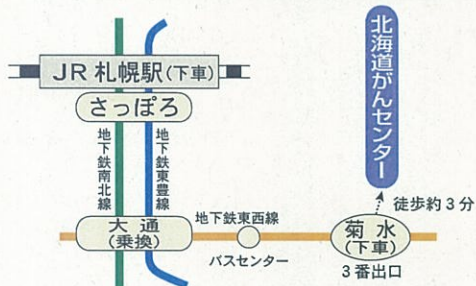 JR 札幌駅(下車)
さっぽろ
地下鉄南北線
地下鉄東豊線
北海道がんセンター
徒歩約3分
大通
(乗換)
地下鉄東西線
バスセンター
菊水
(下車)
3番出口